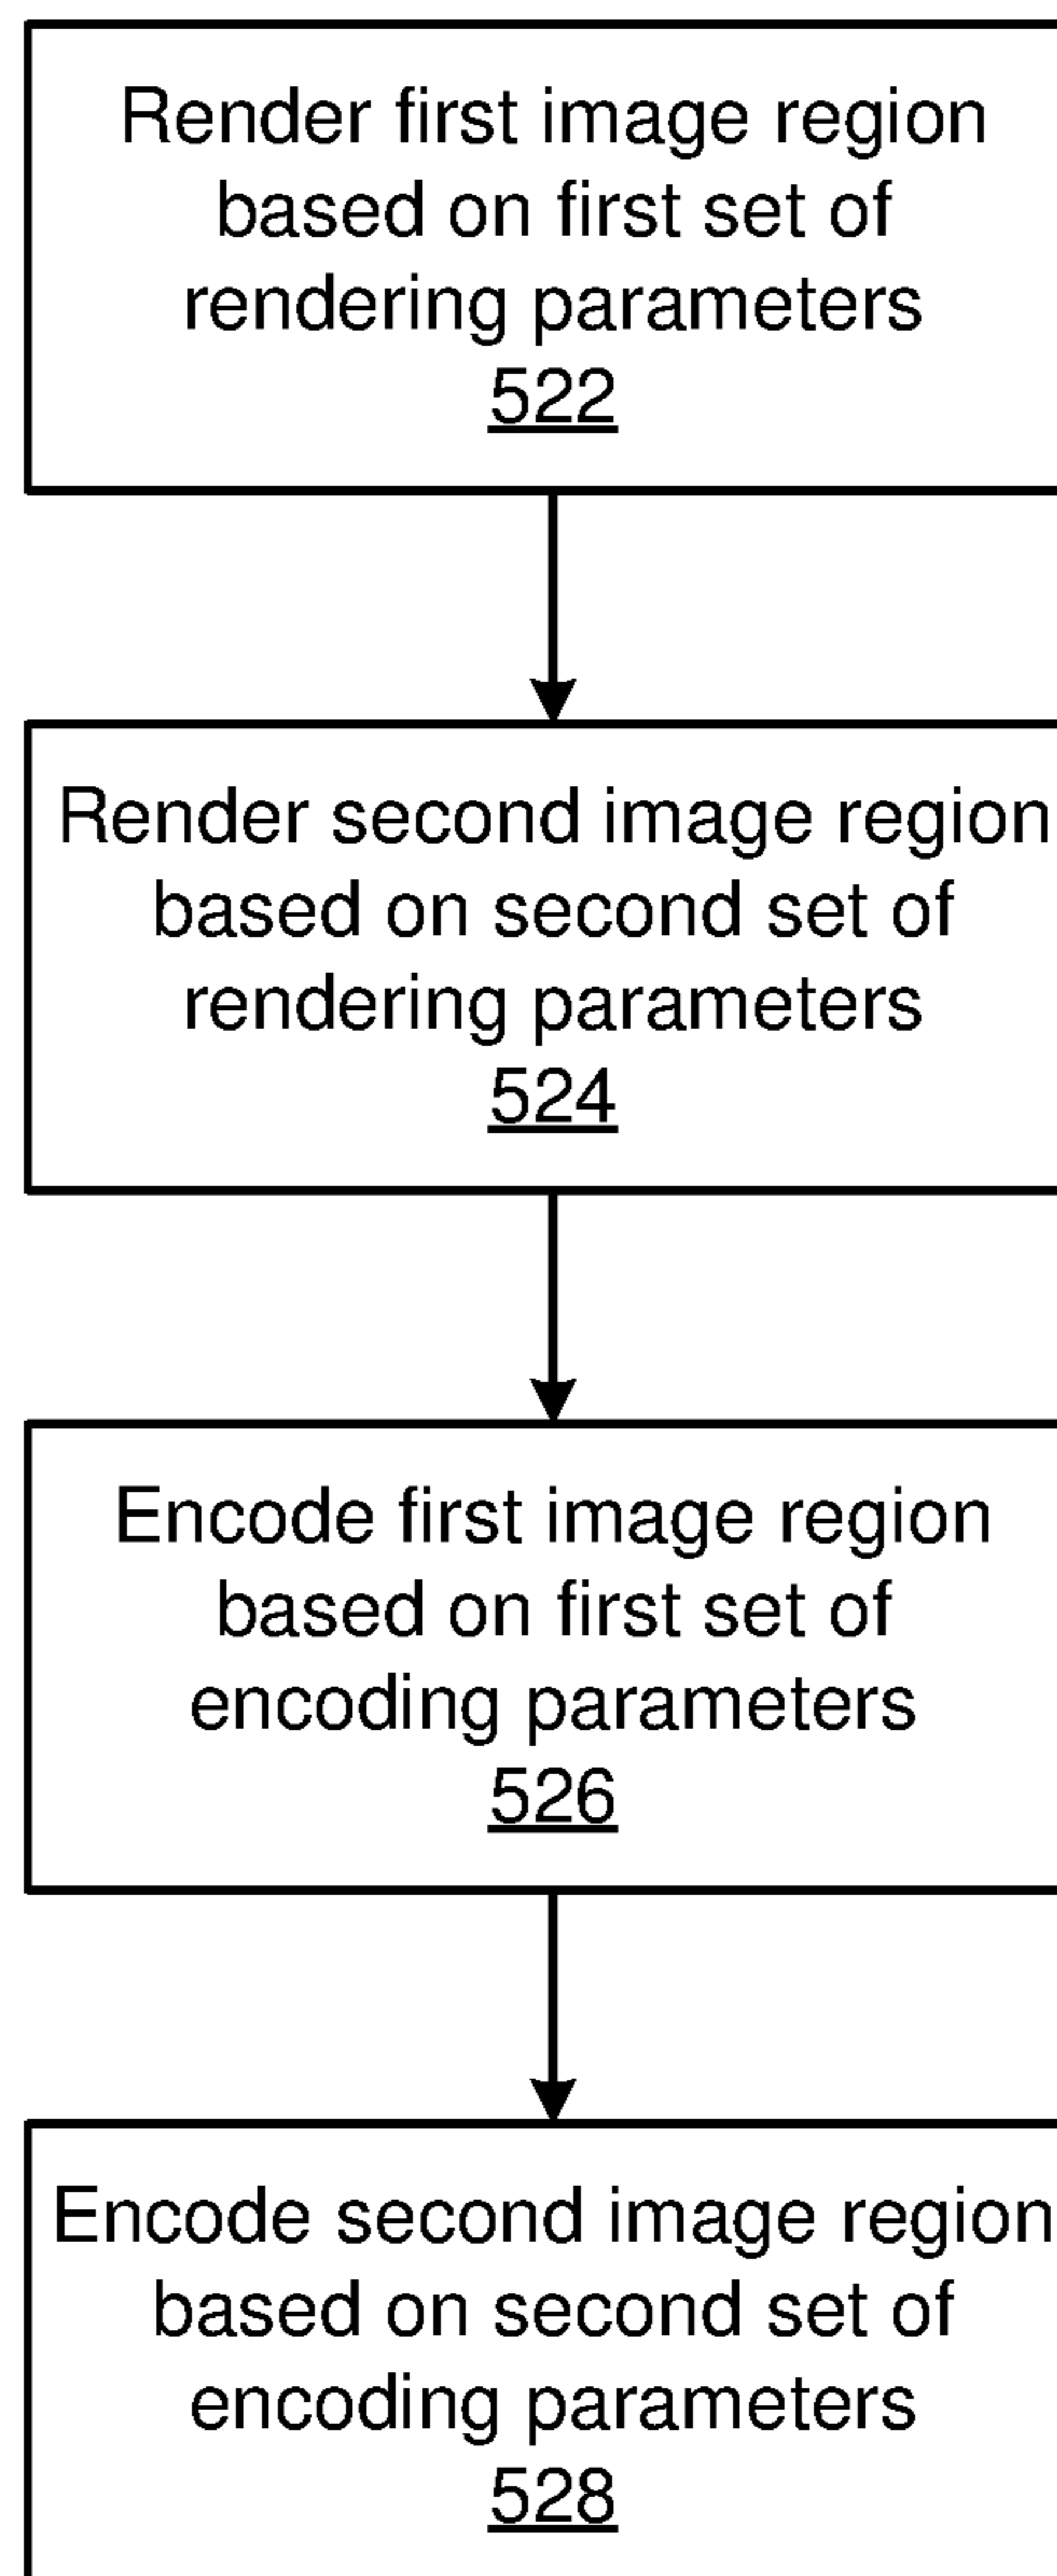 Render first image region
based on first set of
rendering parameters
522
Render second image region
based on second set of
rendering parameters
524
Encode first image region
based on first set of
encoding parameters
526
Encode second image region
based on second set of
encoding parameters
528